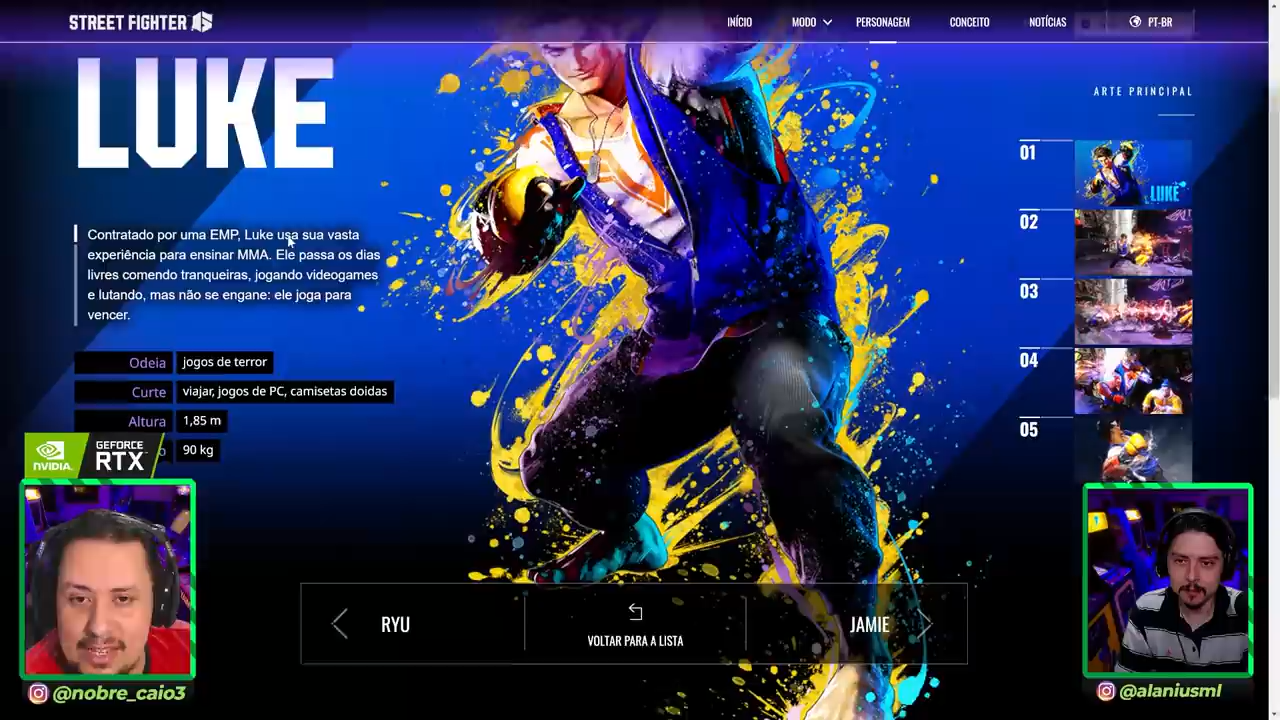 STREET FIGHTER 6
INÍCIO
MODO
PERSONAGEM
CONCEITO
NOTÍCIAS
PT-BR
LUKE
ARTE PRINCIPAL
01
LUKE
02
03
04
05
Contratado por uma EMP, Luke usa sua vasta
experiência para ensinar MMA. Ele passa os dias
livres comendo tranqueiras, jogando videogames
e lutando, mas não se engane: ele joga para
vencer.
Odeia jogos de terror
Curte viajar, jogos de PC, camisetas doidas
Altura 1,85 m
90 kg
NVIDIA.
GEFORCE
RTX
RYU
VOLTAR PARA A LISTA
JAMIE
@nobre_caio3
@alaniusml